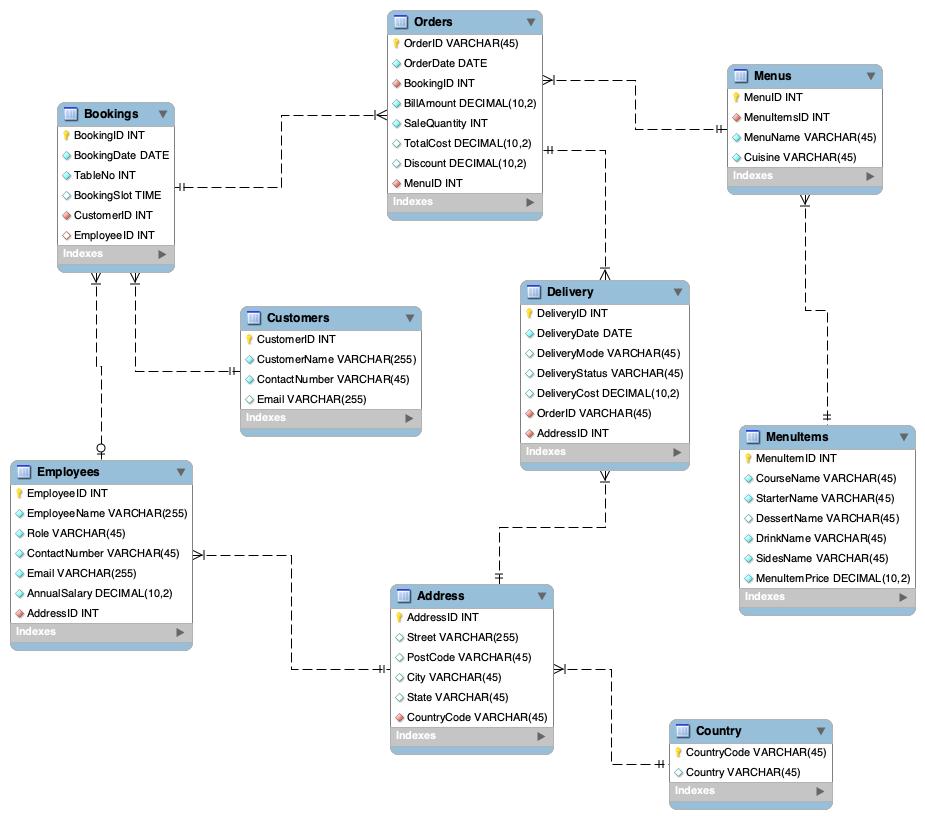 Orders
OrderID VARCHAR(45)
OrderDate DATE
BookingID INT
BillAmount DECIMAL(10,2)
SaleQuantity INT
TotalCost DECIMAL(10,2)
Discount DECIMAL(10,2)
MenuID INT
Indexes
Menus
MenuID INT
MenuItemsID INT
MenuName VARCHAR(45)
Cuisine VARCHAR(45)
Indexes
Bookings
BookingID INT
BookingDate DATE
TableNo INT
BookingSlot TIME
CustomerID INT
EmployeeID INT
Indexes
Delivery
DeliveryID INT
DeliveryDate DATE
DeliveryMode VARCHAR(45)
DeliveryStatus VARCHAR(45)
DeliveryCost DECIMAL(10,2)
OrderID VARCHAR(45)
AddressID INT
Indexes
Customers
CustomerID INT
CustomerName VARCHAR(255)
ContactNumber VARCHAR(45)
Email VARCHAR(255)
Indexes
MenuItems
MenuItemID INT
CourseName VARCHAR(45)
StarterName VARCHAR(45)
DessertName VARCHAR(45)
DrinkName VARCHAR(45)
SidesName VARCHAR(45)
MenuItemPrice DECIMAL(10,2)
Indexes
Employees
EmployeeID INT
EmployeeName VARCHAR(255)
Role VARCHAR(45)
ContactNumber VARCHAR(45)
Email VARCHAR(255)
AnnualSalary DECIMAL(10,2)
AddressID INT
Indexes
Address
AddressID INT
Street VARCHAR(255)
PostCode VARCHAR(45)
City VARCHAR(45)
State VARCHAR(45)
CountryCode VARCHAR(45)
Indexes
Country
CountryCode VARCHAR(45)
Country VARCHAR(45)
Indexes